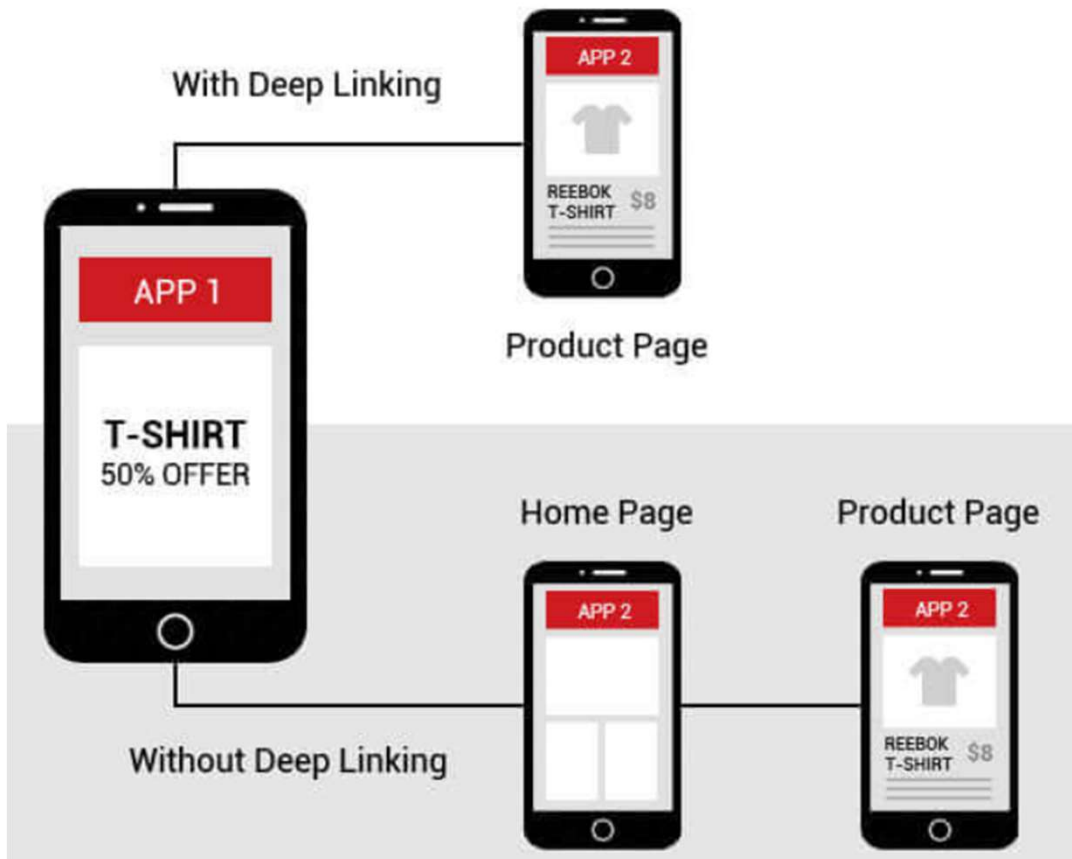 With Deep Linking
APP 2
REEBOK
T-SHIRT $8
Product Page
APP 1
T-SHIRT
50% OFFER
Without Deep Linking
Home Page
APP 2
Product Page
APP 2
REEBOK
T-SHIRT $8